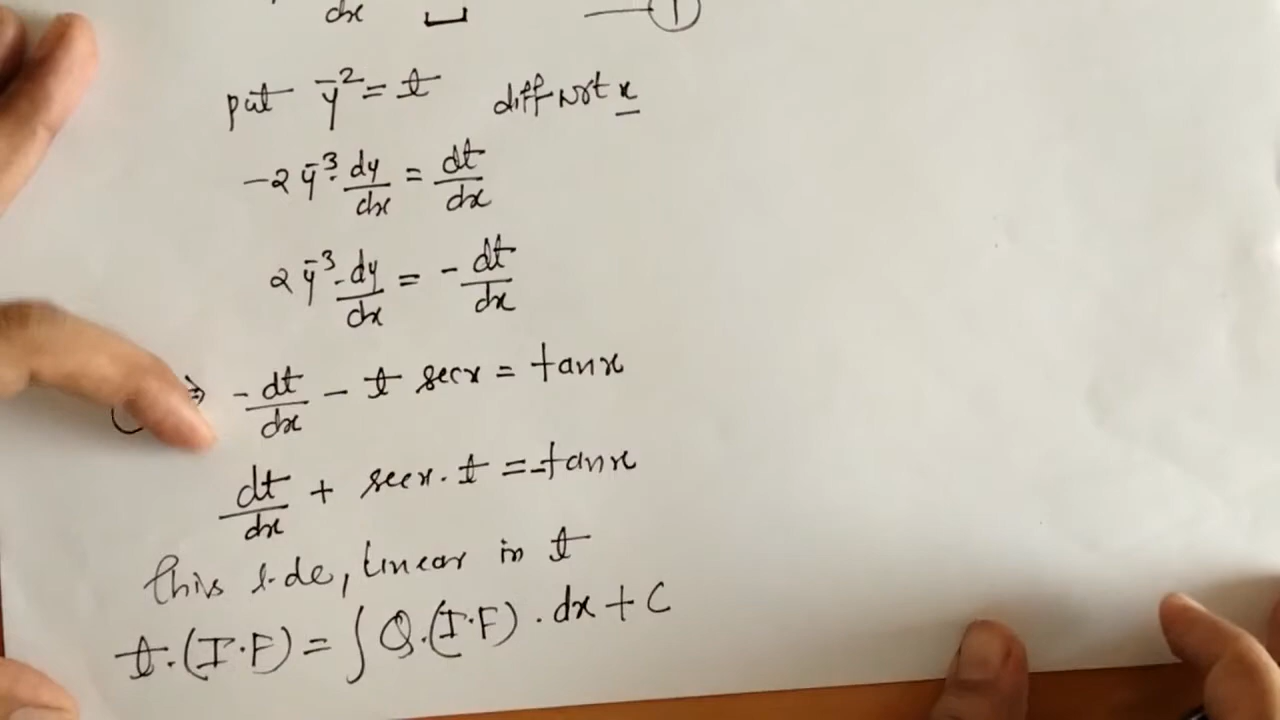 dx ①
put y⁻² = t diff wrt x
-2 y⁻³. dy/dx = dt/dx
2 y⁻³ - dy/dx = - dt/dx
⇒ - dt/dx - t secx = tanx
dt/dx + secx. t = -tanx
this l.de, linear in t
t.(I.F) = ∫ Q.(I.F) . dx + C